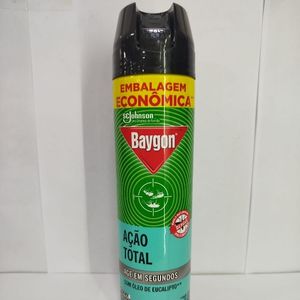 EMBALAGEM
ECONÔMICA
SC Johnson
Baygon
AÇÃO
TOTAL
AGE EM SEGUNDOS
COM ÓLEO DE EUCALIPTO**